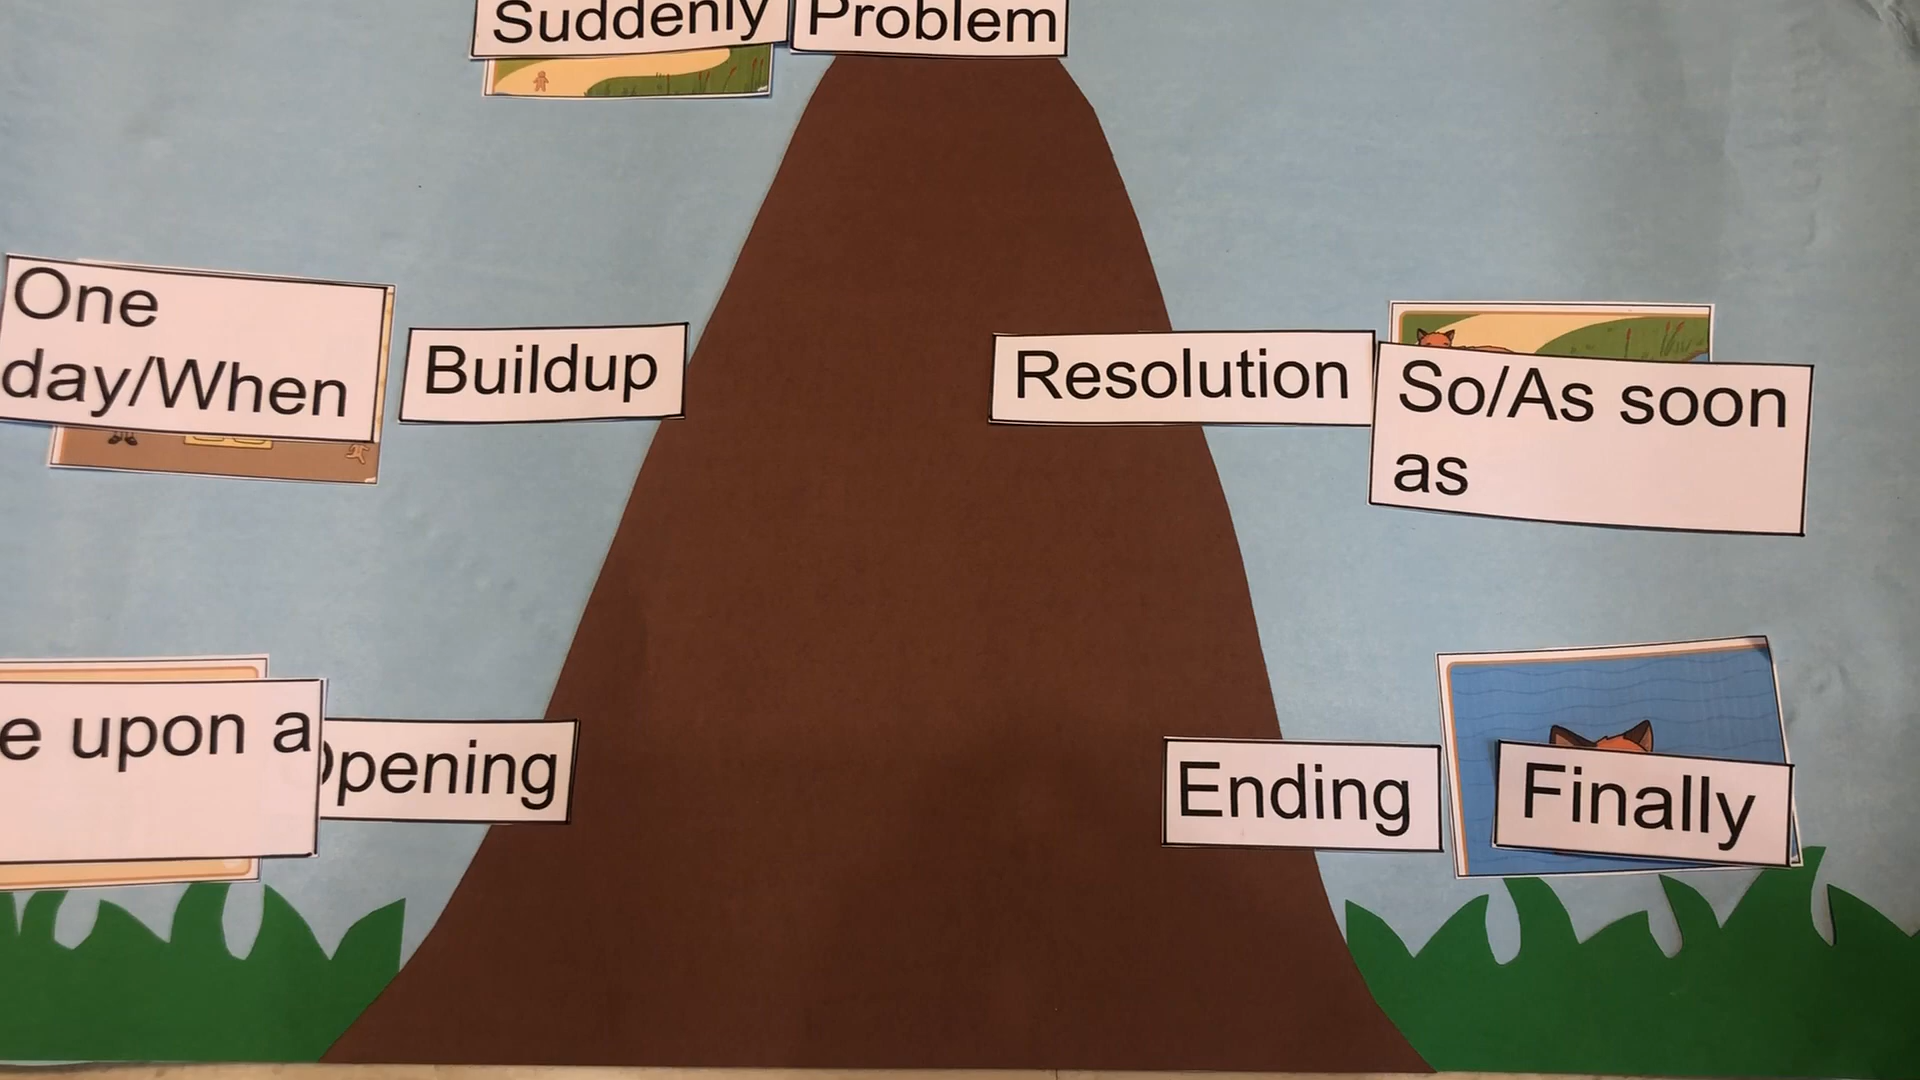 Suddenly
Problem
One
day/When
Buildup
Resolution
So/As soon
as
e upon a
pening
Ending
Finally